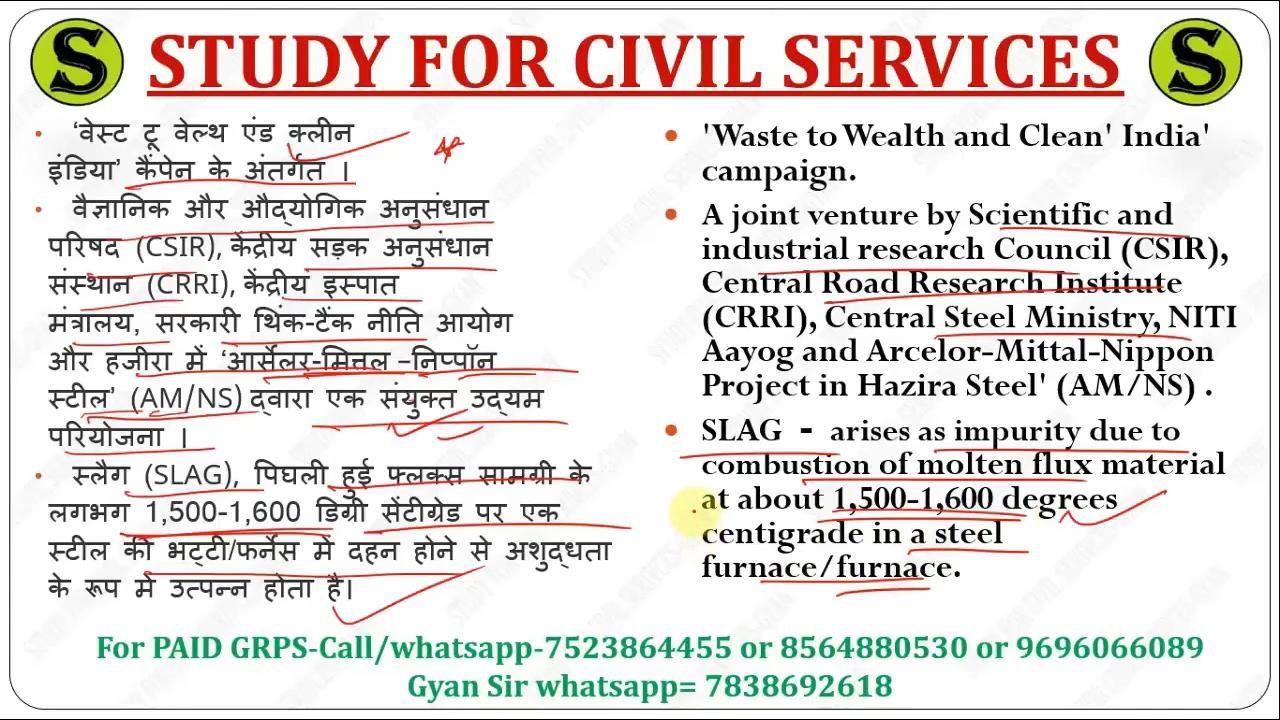 S STUDY FOR CIVIL SERVICES S
• 'वेस्ट टू वेल्थ एंड क्लीन
इंडिया' कैंपेन के अंतर्गत ।
• वैज्ञानिक और औद्योगिक अनुसंधान
परिषद (CSIR), केंद्रीय सड़क अनुसंधान
संस्थान (CRRI), केंद्रीय इस्पात
मंत्रालय, सरकारी थिंक-टैंक नीति आयोग
और हजीरा में 'आर्सेलर-मित्तल –निप्पॉन
स्टील' (AM/NS) द्वारा एक संयुक्त उद्यम
परियोजना ।
• स्लैग (SLAG), पिघली हुई फ्लक्स सामग्री के
लगभग 1,500-1,600 डिग्री सेंटीग्रेड पर एक
स्टील की भट्टी/फर्नेस में दहन होने से अशुद्धता
के रूप में उत्पन्न होता है।
• 'Waste to Wealth and Clean' India'
campaign.
• A joint venture by Scientific and
industrial research Council (CSIR),
Central Road Research Institute
(CRRI), Central Steel Ministry, NITI
Aayog and Arcelor-Mittal-Nippon
Project in Hazira Steel' (AM/NS) .
• SLAG - arises as impurity due to
combustion of molten flux material
at about 1,500-1,600 degrees
centigrade in a steel
furnace/furnace.
For PAID GRPS-Call/whatsapp-7523864455 or 8564880530 or 9696066089
Gyan Sir whatsapp= 7838692618